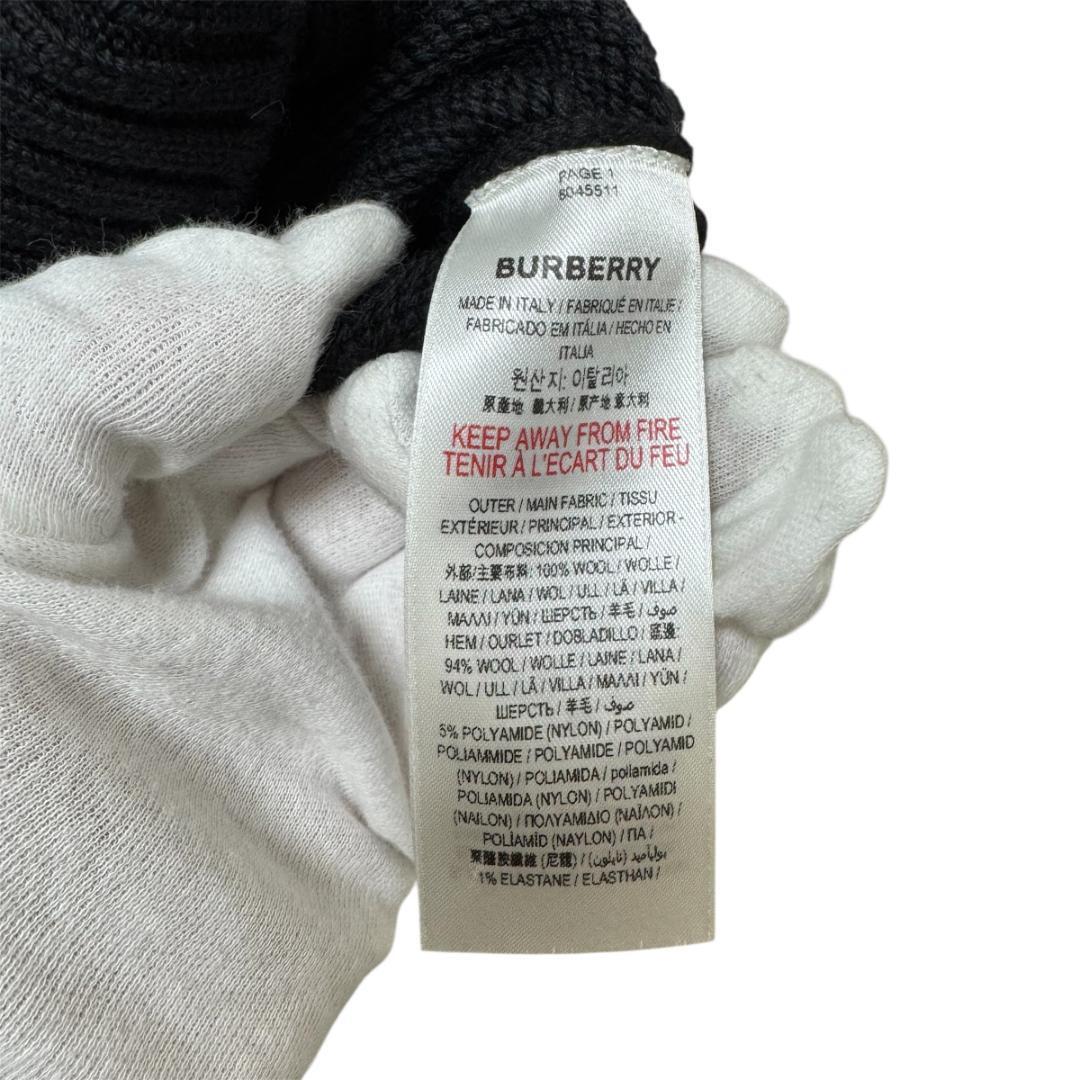 PAGE 1
8045511
BURBERRY
MADE IN ITALY / FABRIQUÉ EN ITALIE /
FABRICADO EM ITÁLIA / HECHO EN
ITALIA
원산지: 이탈리아
原産地 義大利 / 原产地 意大利
KEEP AWAY FROM FIRE
TENIR À L'ECART DU FEU
OUTER / MAIN FABRIC / TISSU
EXTÉRIEUR / PRINCIPAL / EXTERIOR -
COMPOSICION PRINCIPAL /
外部/主要布料: 100% WOOL / WOLLE /
LAINE / LANA / WOL / ULL / LÃ / VILLA /
ΜΑΛΛΙ / YÜN / ШЕРСТЬ / 羊毛 / صوف
HEM / OURLET / DOBLADILLO / 底邊:
94% WOOL / WOLLE / LAINE / LANA /
WOL / ULL / LÃ / VILLA / ΜΑΛΛΙ / YÜN /
ШЕРСТЬ / 羊毛 / صوف
5% POLYAMIDE (NYLON) / POLYAMID /
POLIAMMIDE / POLYAMIDE / POLYAMID
(NYLON) / POLIAMIDA / poliamida /
POLIAMIDA (NYLON) / POLYAMIDI
(NAILON) / ΠΟΛΥΑΜΙΔΙΟ (ΝΑΪΛΟΝ) /
POLİAMİD (NAYLON) / ПА /
聚醯胺纖維 (尼龍) / بولياميد (نايلون) /
1% ELASTANE / ELASTHAN /